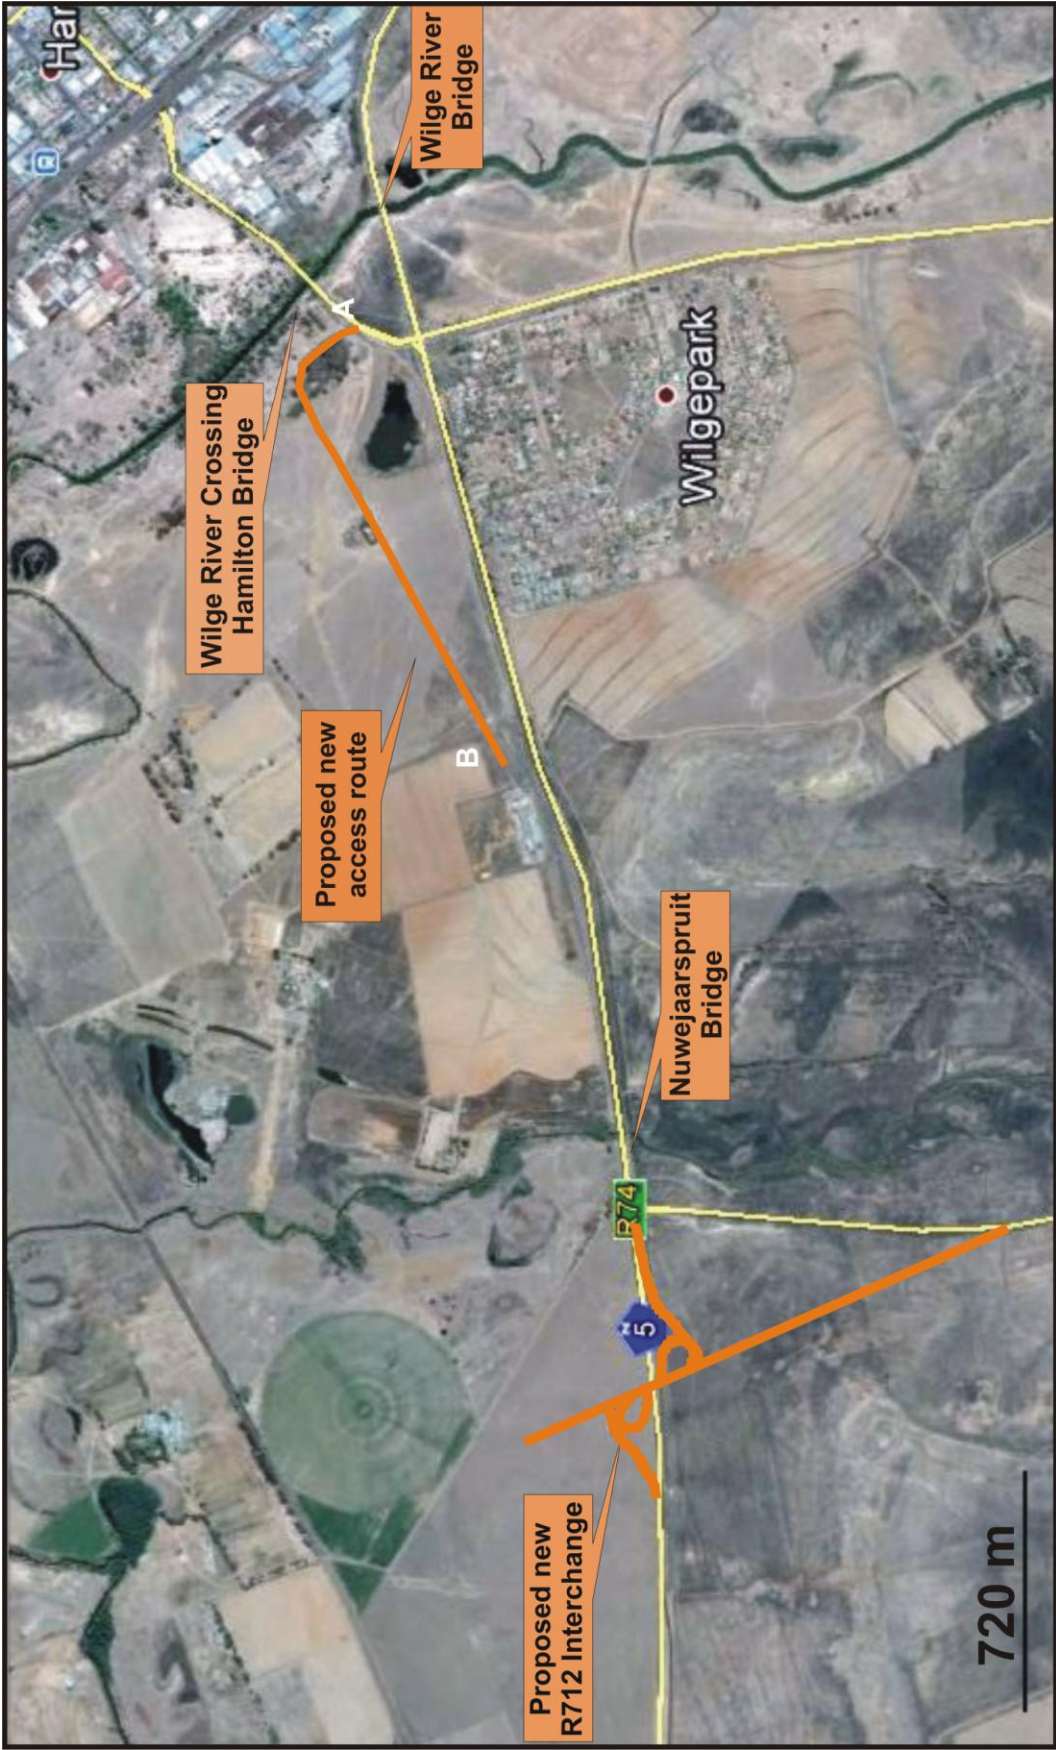 Har
Wilge River
Bridge
A
Wilge River Crossing
Hamilton Bridge
Wilgepark
B
Proposed new
access route
Nuwejaarspruit
Bridge
R74
N
5
Proposed new
R712 Interchange
720 m